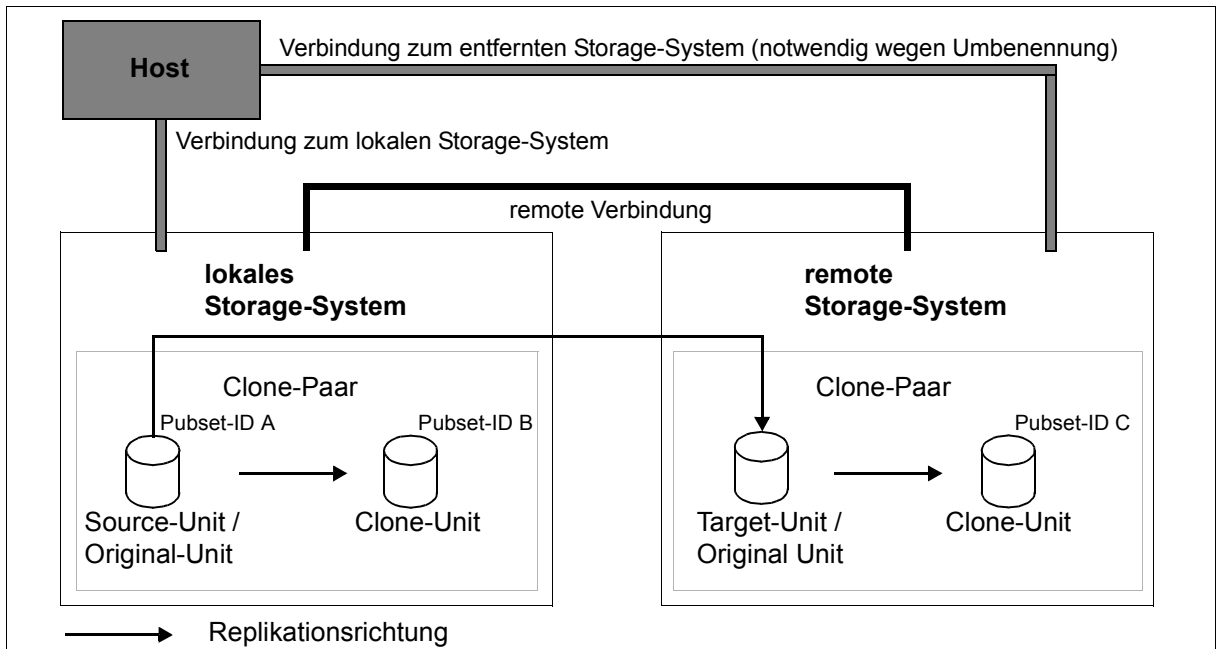 Verbindung zum entfernten Storage-System (notwendig wegen Umbenennung)
Host
Verbindung zum lokalen Storage-System
remote Verbindung
lokales
Storage-System
remote
Storage-System
Clone-Paar
Pubset-ID A
Pubset-ID B
Source-Unit /
Original-Unit
Clone-Unit
Clone-Paar
Pubset-ID C
Target-Unit /
Original Unit
Clone-Unit
Replikationsrichtung